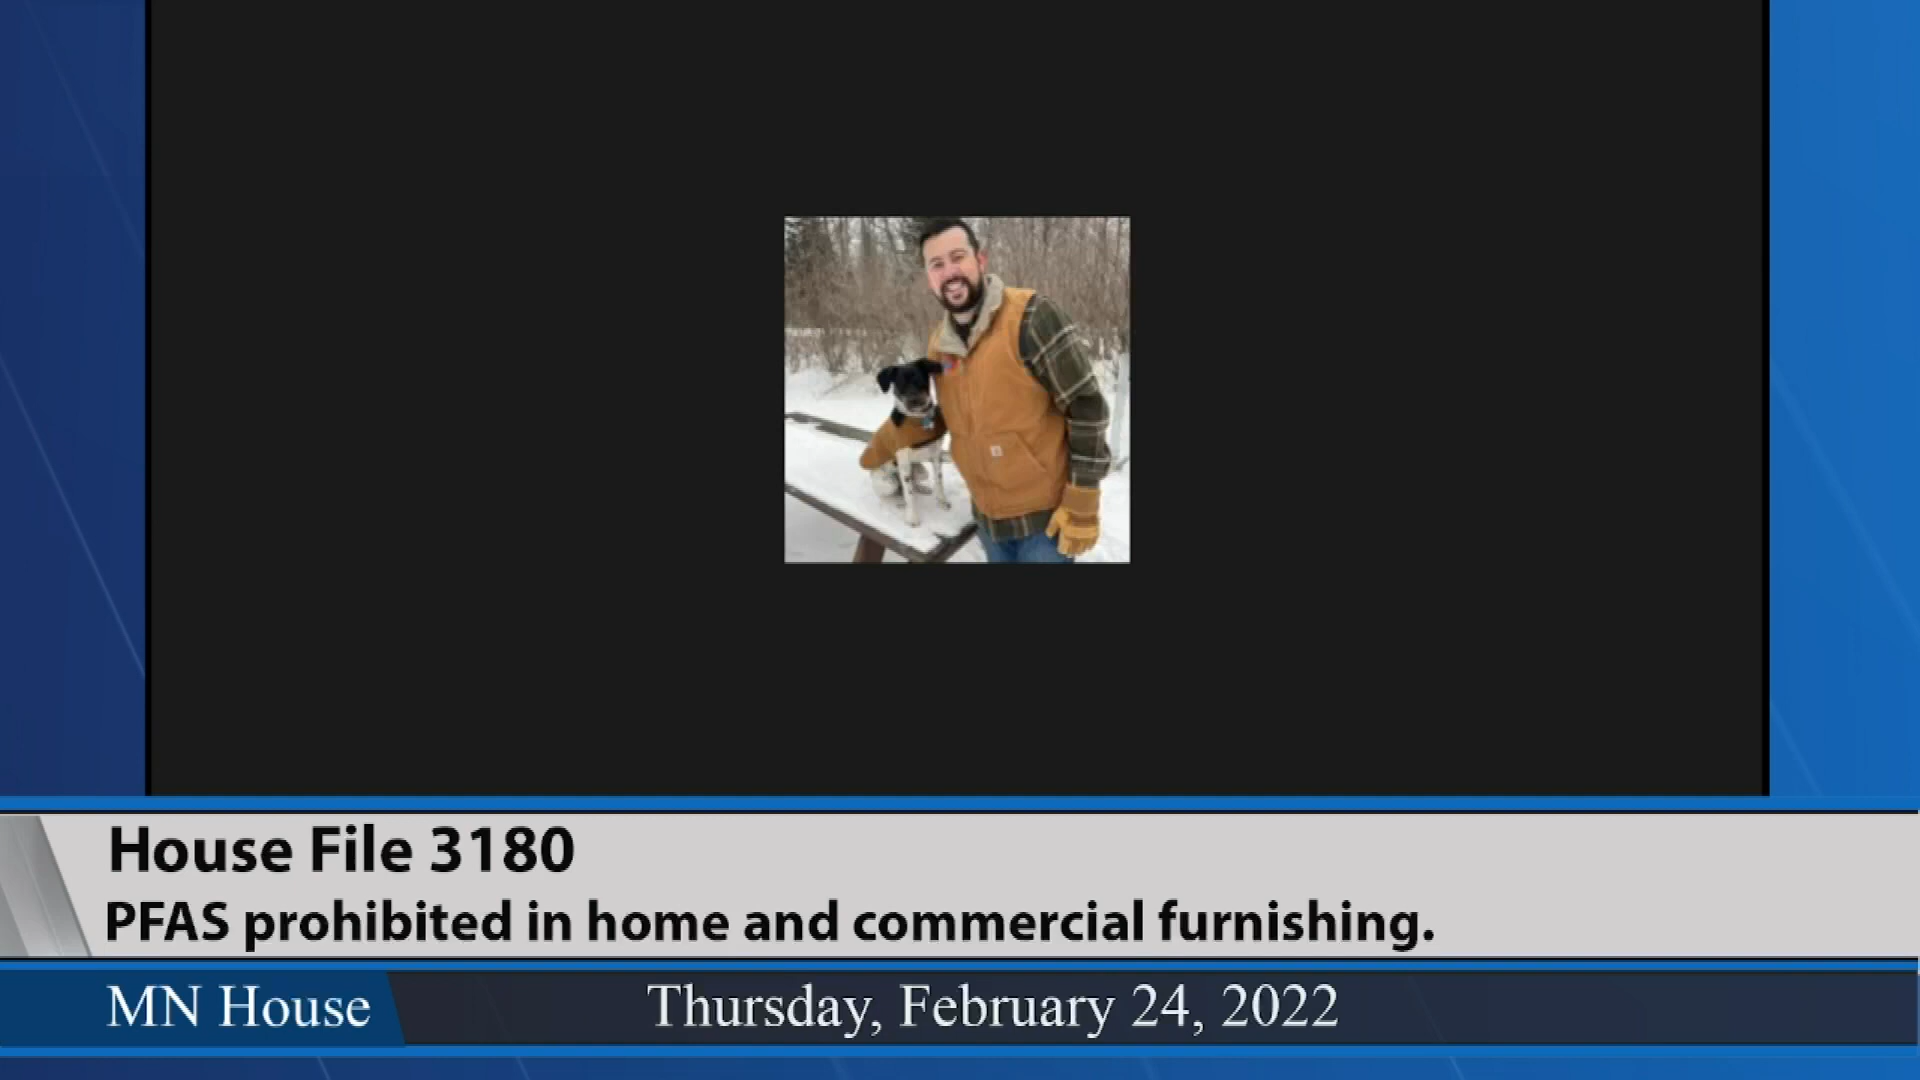 House File 3180
PFAS prohibited in home and commercial furnishing.
MN House
Thursday, February 24, 2022